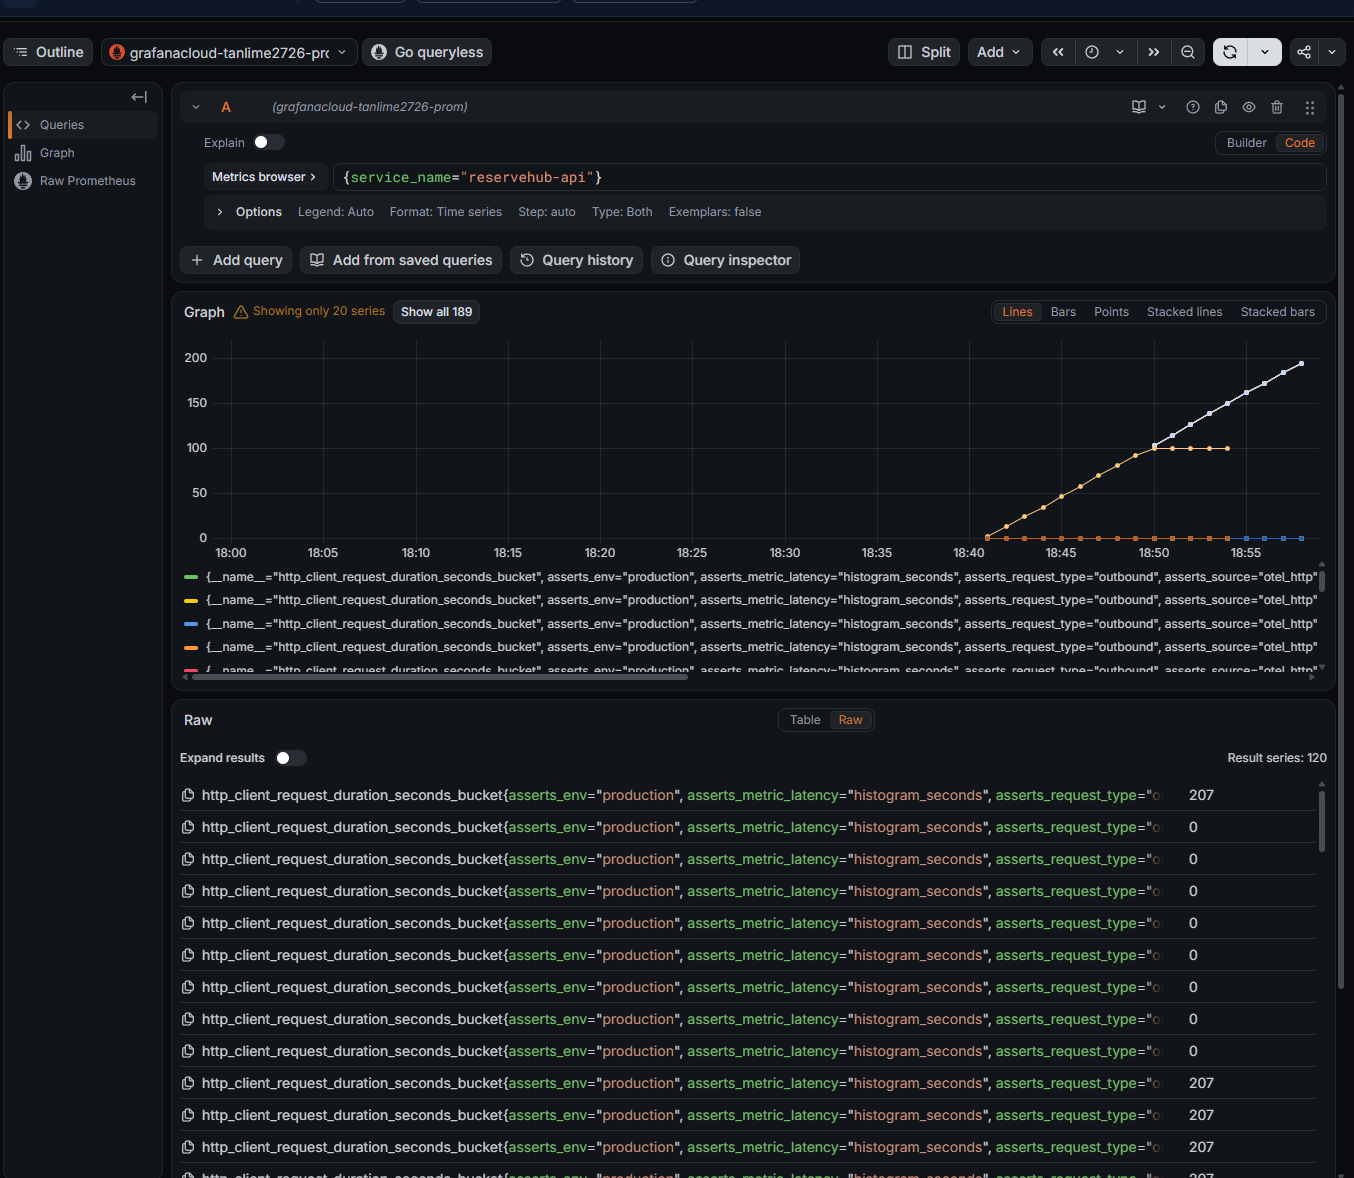 Outline
grafanacloud-tanlime2726-pro
Go queryless
Split
Add
Queries
Graph
Raw Prometheus
A
(grafanacloud-tanlime2726-prom)
Explain
Builder
Code
Metrics browser >
{service_name="reservehub-api"}
Options Legend: Auto Format: Time series Step: auto Type: Both Exemplars: false
+ Add query
Add from saved queries
Query history
Query inspector
Graph
Showing only 20 series
Show all 189
Lines Bars Points Stacked lines Stacked bars
200
150
100
50
0
18:00 18:05 18:10 18:15 18:20 18:25 18:30 18:35 18:40 18:45 18:50 18:55
{__name__="http_client_request_duration_seconds_bucket", asserts_env="production", asserts_metric_latency="histogram_seconds", asserts_request_type="outbound", asserts_source="otel_http"
{__name__="http_client_request_duration_seconds_bucket", asserts_env="production", asserts_metric_latency="histogram_seconds", asserts_request_type="outbound", asserts_source="otel_http"
{__name__="http_client_request_duration_seconds_bucket", asserts_env="production", asserts_metric_latency="histogram_seconds", asserts_request_type="outbound", asserts_source="otel_http"
{__name__="http_client_request_duration_seconds_bucket", asserts_env="production", asserts_metric_latency="histogram_seconds", asserts_request_type="outbound", asserts_source="otel_http"
{__name__="http_client_request_duration_seconds_bucket", asserts_env="production", asserts_metric_latency="histogram_seconds", asserts_request_type="outbound", asserts_source="otel_http"
Raw
Table Raw
Expand results
Result series: 120
http_client_request_duration_seconds_bucket{asserts_env="production", asserts_metric_latency="histogram_seconds", asserts_request_type="o 207
http_client_request_duration_seconds_bucket{asserts_env="production", asserts_metric_latency="histogram_seconds", asserts_request_type="o 0
http_client_request_duration_seconds_bucket{asserts_env="production", asserts_metric_latency="histogram_seconds", asserts_request_type="o 0
http_client_request_duration_seconds_bucket{asserts_env="production", asserts_metric_latency="histogram_seconds", asserts_request_type="o 0
http_client_request_duration_seconds_bucket{asserts_env="production", asserts_metric_latency="histogram_seconds", asserts_request_type="o 0
http_client_request_duration_seconds_bucket{asserts_env="production", asserts_metric_latency="histogram_seconds", asserts_request_type="o 0
http_client_request_duration_seconds_bucket{asserts_env="production", asserts_metric_latency="histogram_seconds", asserts_request_type="o 0
http_client_request_duration_seconds_bucket{asserts_env="production", asserts_metric_latency="histogram_seconds", asserts_request_type="o 0
http_client_request_duration_seconds_bucket{asserts_env="production", asserts_metric_latency="histogram_seconds", asserts_request_type="o 0
http_client_request_duration_seconds_bucket{asserts_env="production", asserts_metric_latency="histogram_seconds", asserts_request_type="o 207
http_client_request_duration_seconds_bucket{asserts_env="production", asserts_metric_latency="histogram_seconds", asserts_request_type="o 207
http_client_request_duration_seconds_bucket{asserts_env="production", asserts_metric_latency="histogram_seconds", asserts_request_type="o 207